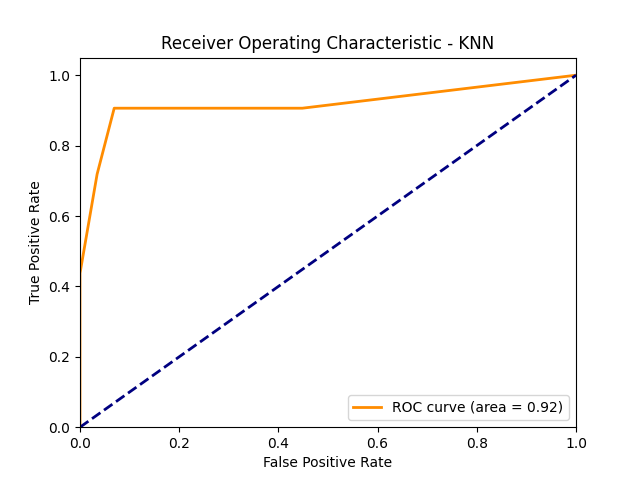 Receiver Operating Characteristic - KNN
1.0
0.8
0.6
0.4
0.2
0.0
True Positive Rate
ROC curve (area = 0.92)
0.0 0.2 0.4 0.6 0.8 1.0
False Positive Rate